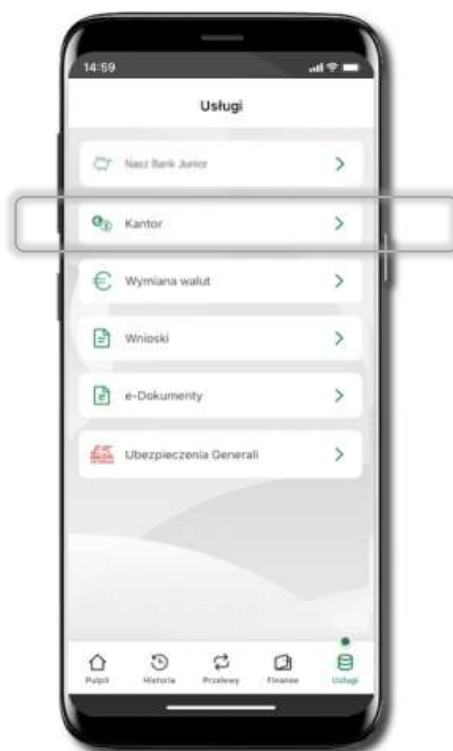 14:59
Usługi
Nasz Bank Junior
Kantor
Wymiana walut
Wnioski
e-Dokumenty
Ubezpieczenia Generali
Pulpit Historia Przelewy Finanse Usługi